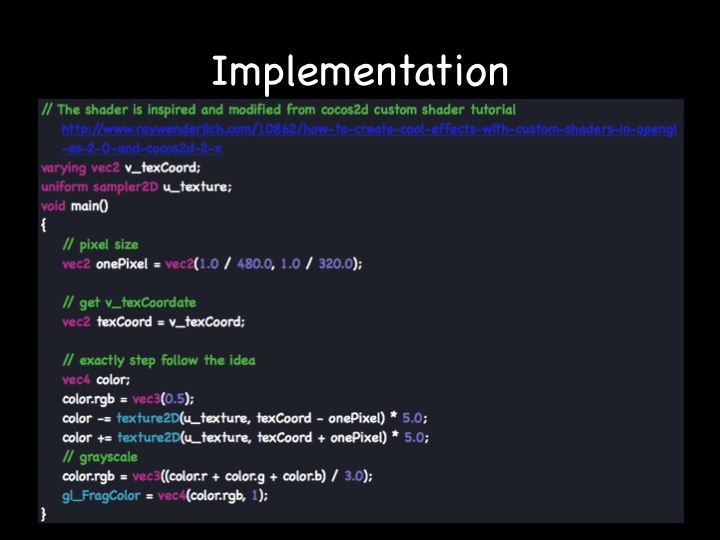 Implementation
// The shader is inspired and modified from cocos2d custom shader tutorial
http://www.raywenderlich.com/10862/how-to-create-cool-effects-with-custom-shaders-in-opengl
-es-2-0-and-cocos2d-2-x
varying vec2 v_texCoord;
uniform sampler2D u_texture;
void main()
{
// pixel size
vec2 onePixel = vec2(1.0 / 480.0, 1.0 / 320.0);
// get v_texCoordate
vec2 texCoord = v_texCoord;
// exactly step follow the idea
vec4 color;
color.rgb = vec3(0.5);
color -= texture2D(u_texture, texCoord - onePixel) * 5.0;
color += texture2D(u_texture, texCoord + onePixel) * 5.0;
// grayscale
color.rgb = vec3((color.r + color.g + color.b) / 3.0);
gl_FragColor = vec4(color.rgb, 1);
}